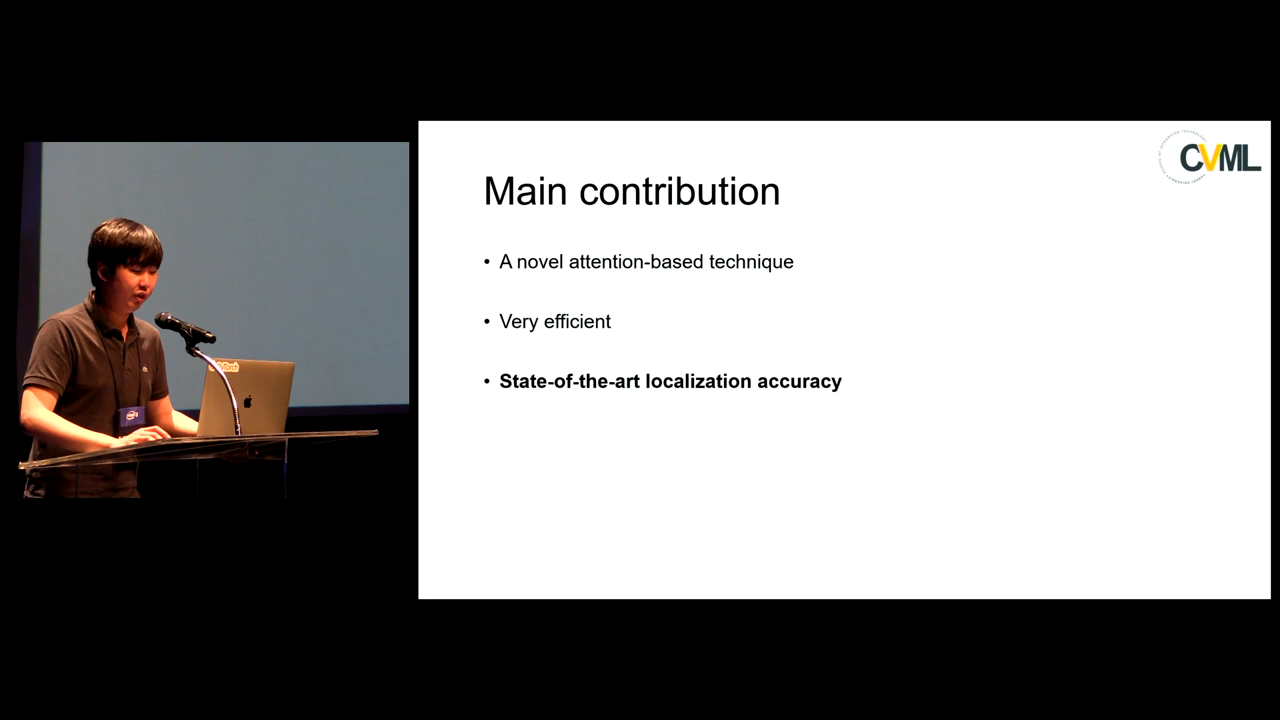 CVML
Main contribution
• A novel attention-based technique
• Very efficient
• State-of-the-art localization accuracy